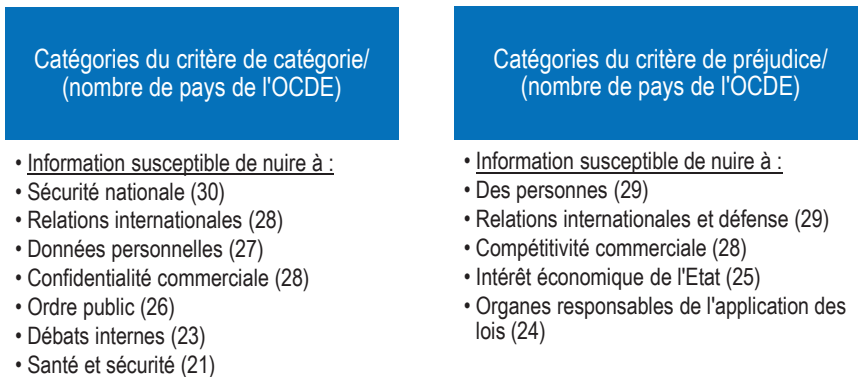 Catégories du critère de catégorie/
(nombre de pays de l'OCDE)
• Information susceptible de nuire à :
• Sécurité nationale (30)
• Relations internationales (28)
• Données personnelles (27)
• Confidentialité commerciale (28)
• Ordre public (26)
• Débats internes (23)
• Santé et sécurité (21)
Catégories du critère de préjudice/
(nombre de pays de l'OCDE)
• Information susceptible de nuire à :
• Des personnes (29)
• Relations internationales et défense (29)
• Compétitivité commerciale (28)
• Intérêt économique de l'Etat (25)
• Organes responsables de l'application des
lois (24)